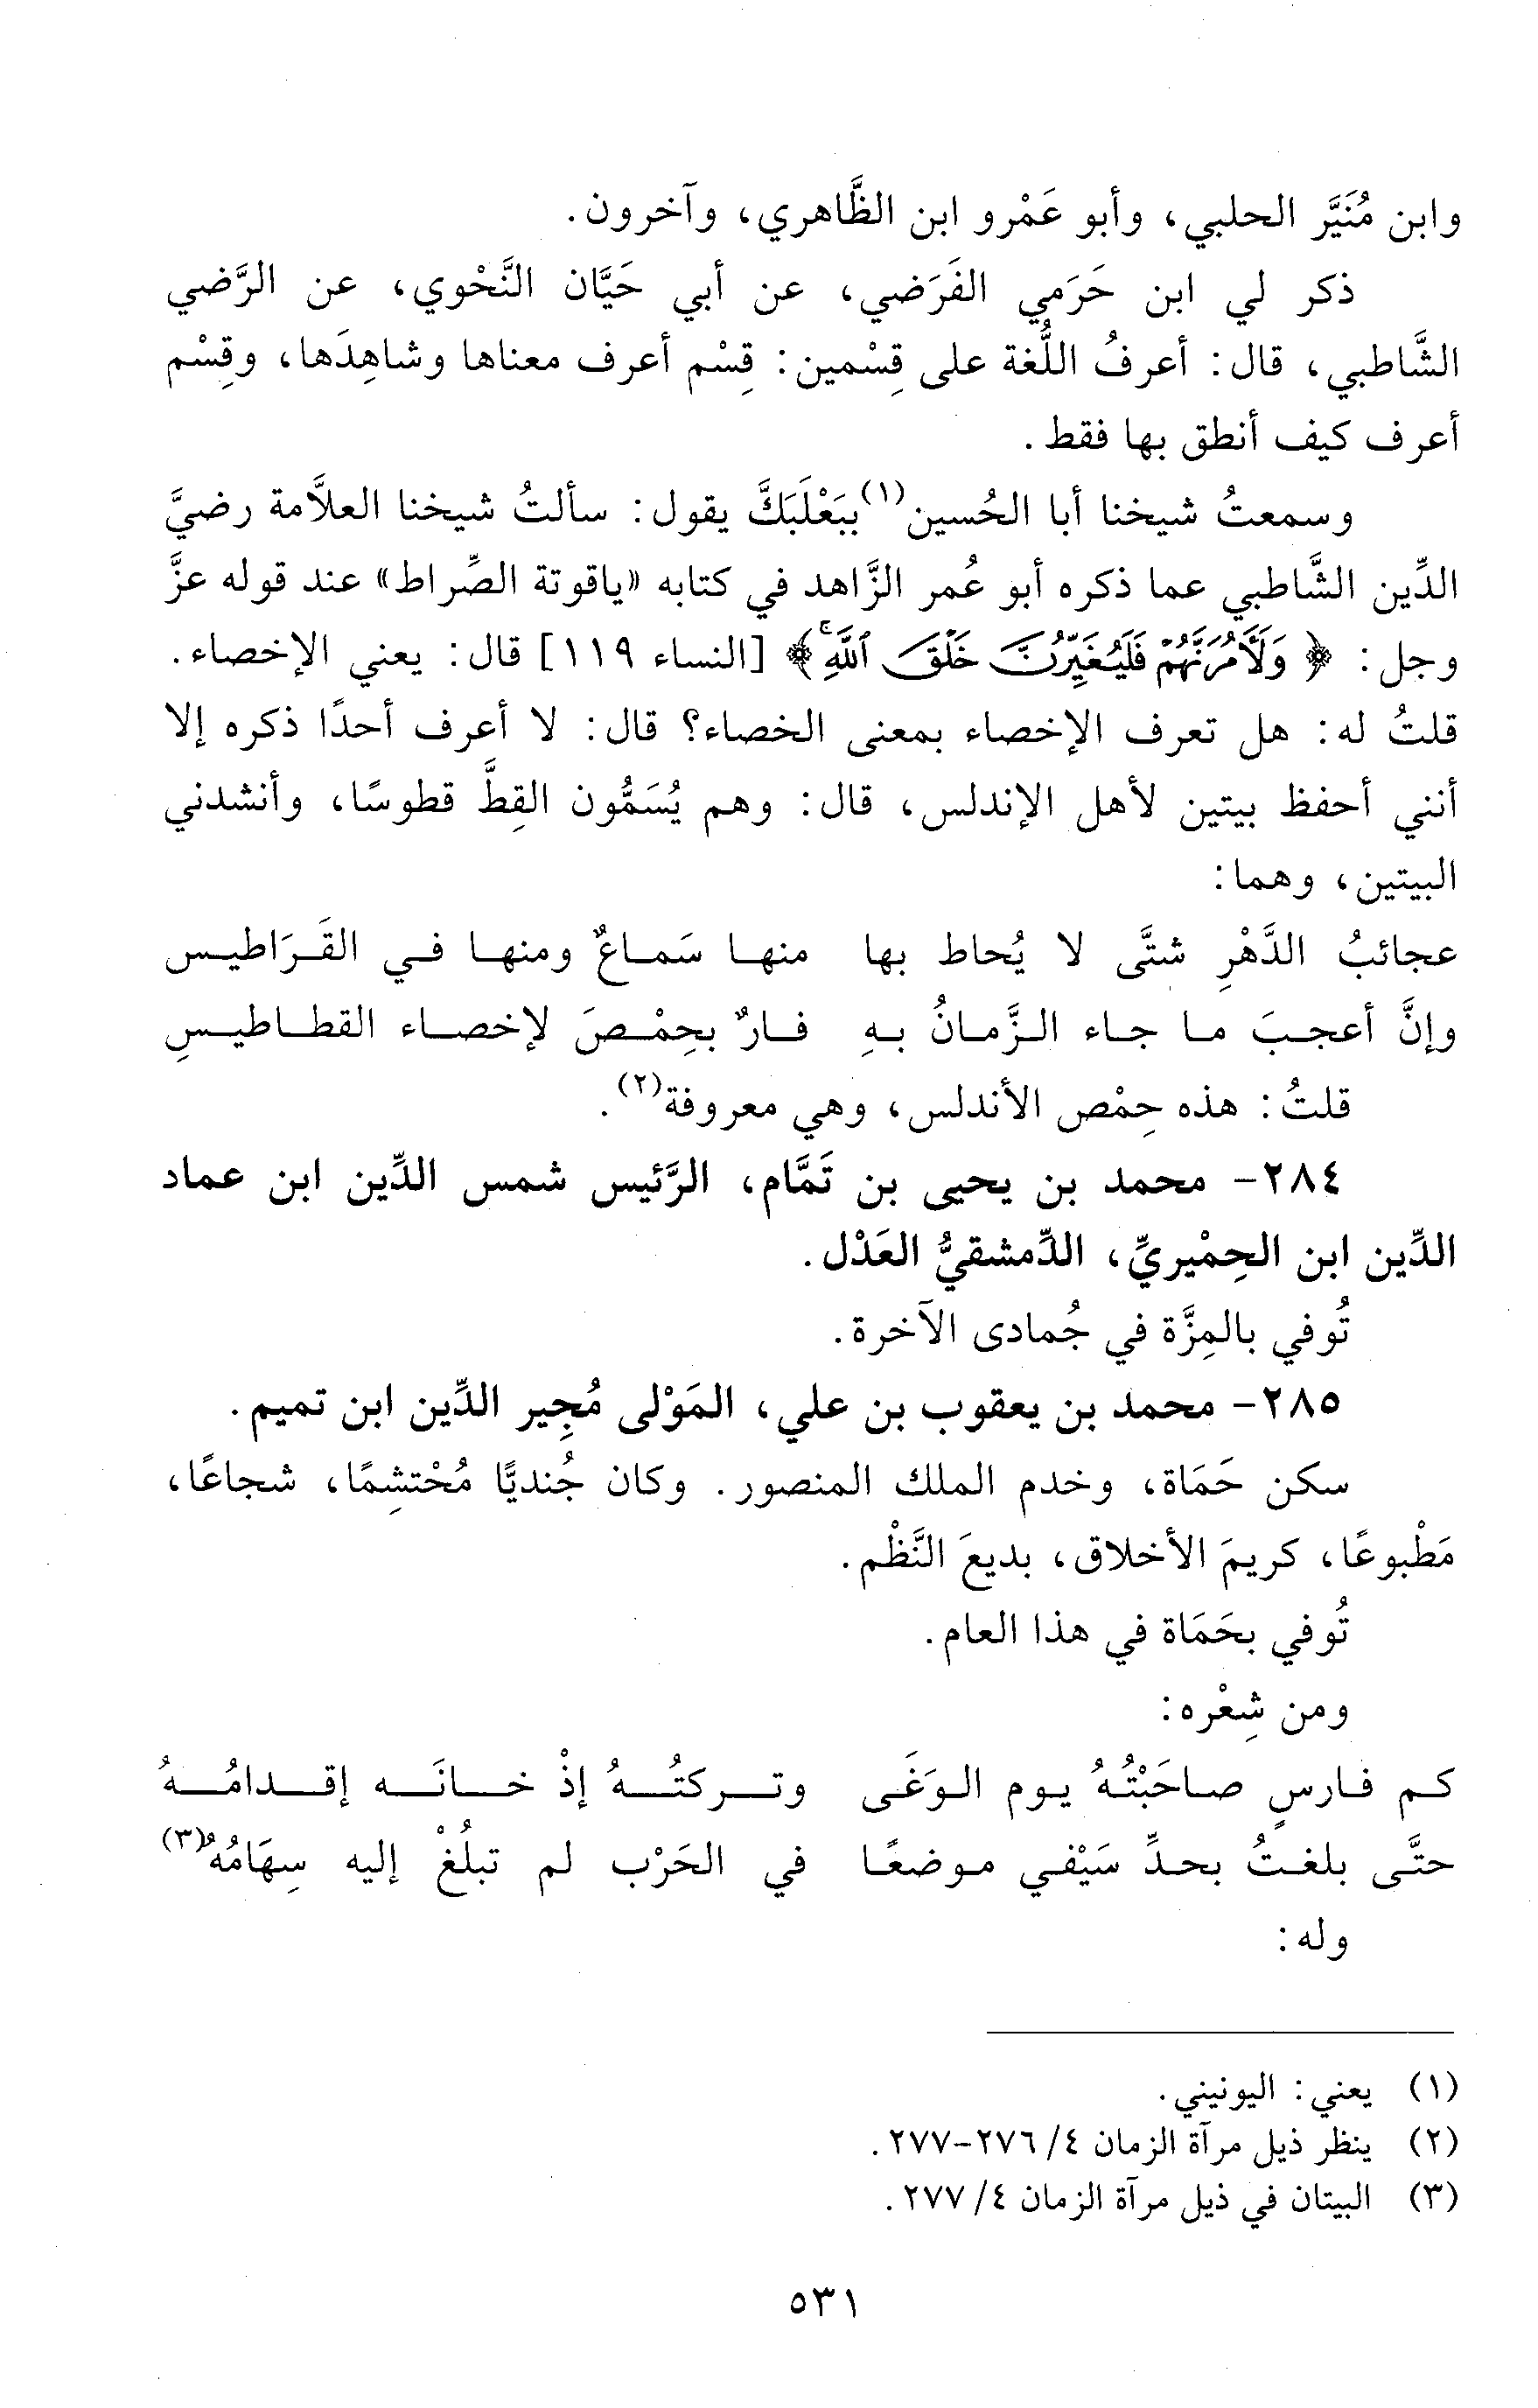 وابن مُنَيَّر الحلبي، وأبو عَمْرو ابن الظَّاهري، وآخرون.
ذكر لي ابن حَرَمي الفَرَضي، عن أبي حَيَّان النَّحْوي، عن الرَّضي
الشَّاطبي، قال: أعرفُ اللُّغة على قِسْمين: قِسْم أعرف معناها وشاهِدَها، وقِسْم
أعرف كيف أنطق بها فقط.
وسمعتُ شيخنا أبا الحُسين(١) ببَعْلَبَكَّ يقول: سألتُ شيخنا العلاَّمة رضيَّ
الدِّين الشَّاطبي عما ذكره أبو عُمر الزَّاهد في كتابه «ياقوتة الصِّراط» عند قوله عزَّ
وجل: ﴿ وَلَآمُرَنَّهُمْ فَلَيُغَيِّرُنَّ خَلْقَ ٱللَّهِۚ ﴾ [النساء ١١٩] قال: يعني الإخصاء.
قلتُ له: هل تعرف الإخصاء بمعنى الخصاء؟ قال: لا أعرف أحدًا ذكره إلا
أنني أحفظ بيتين لأهل الإندلس، قال: وهم يُسَمُّون القِطَّ قطوسًا، وأنشدني
البيتين، وهما:
عجائبُ الدَّهْرِ شتَّى لا يُحاط بها منها سَماعٌ ومنها في القَرَاطيس
وإنَّ أعجبَ ما جاء الزَّمانُ بهِ فارٌ بحِمْصَ لإخصاء القطاطيسِ
قلتُ: هذه حِمْص الأندلس، وهي معروفة(٢).
٢٨٤- محمد بن يحيى بن تَمَّام، الرَّئيس شمس الدِّين ابن عماد
الدِّين ابن الحِمْيريِّ، الدِّمشقيُّ العَدْل.
تُوفي بالمِزَّة في جُمادى الآخرة.
٢٨٥- محمد بن يعقوب بن علي، المَوْلى مُجِير الدِّين ابن تميم.
سكن حَمَاة، وخدم الملك المنصور. وكان جُنديًّا مُحْتشِمًا، شجاعًا،
مَطْبوعًا، كريمَ الأخلاق، بديعَ النَّظْم.
تُوفي بحَمَاة في هذا العام.
ومن شِعْره:
كم فارسٍ صاحَبْتُهُ يوم الوَغَى وتركتُهُ إذْ خانَه إقدامُهُ
حتَّى بلغتُ بحدِّ سَيْفي موضعًا في الحَرْب لم تبلُغْ إليه سِهَامُهُ(٣)
وله:
(١) يعني: اليونيني.
(٢) ينظر ذيل مرآة الزمان ٤/ ٢٧٦-٢٧٧.
(٣) البيتان في ذيل مرآة الزمان ٤/ ٢٧٧.
٥٣١